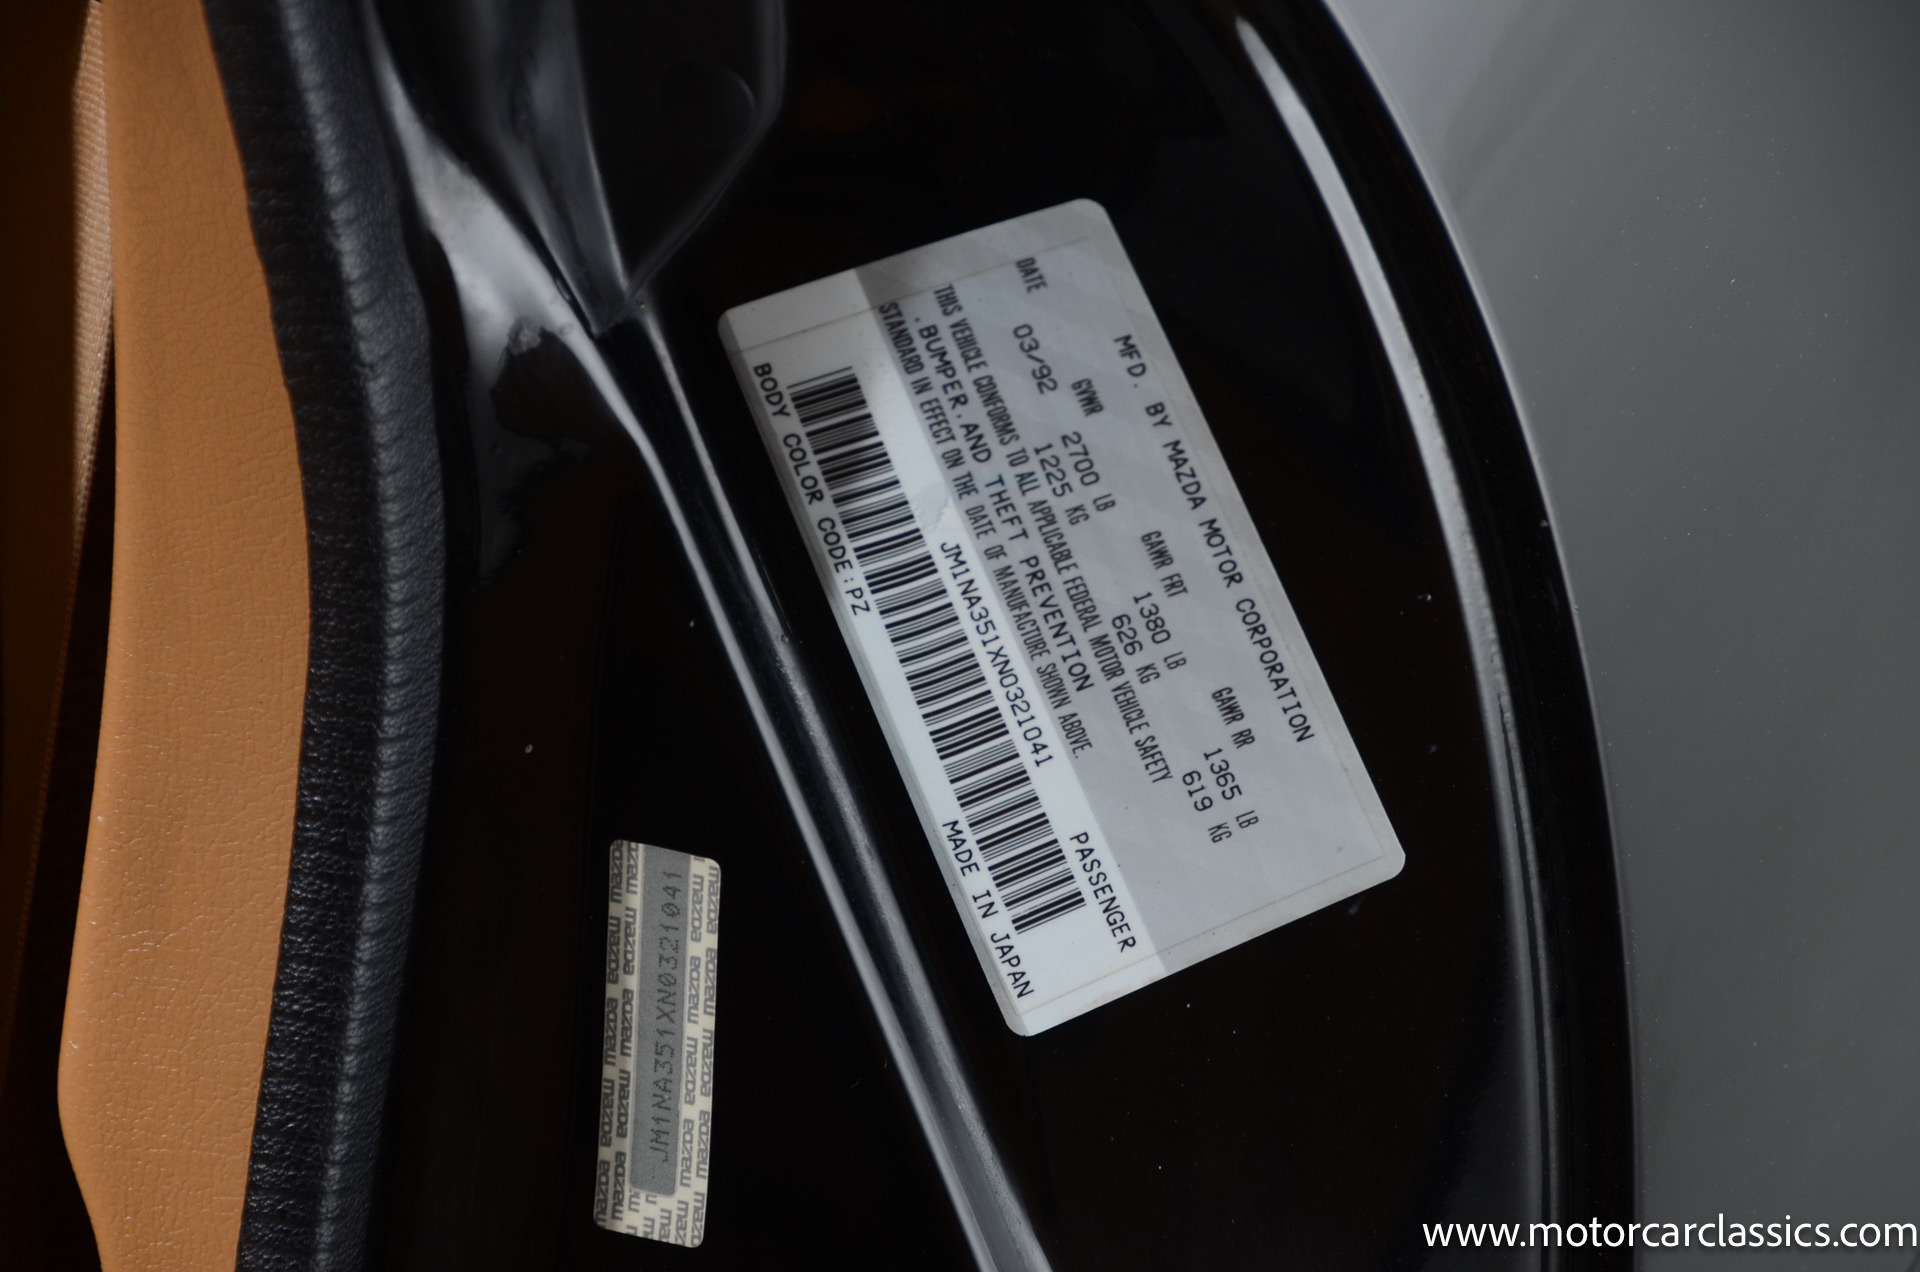 MFD. BY MAZDA MOTOR CORPORATION
DATE GVWR GAWR FRT GAWR RR
03/92 2700 LB 1380 LB 1365 LB
1225 KG 626 KG 619 KG
THIS VEHICLE CONFORMS TO ALL APPLICABLE FEDERAL MOTOR VEHICLE SAFETY
.BUMPER, AND THEFT PREVENTION
STANDARD IN EFFECT ON THE DATE OF MANUFACTURE SHOWN ABOVE.
JM1NA351XN0321041 PASSENGER
BODY COLOR CODE:PZ MADE IN JAPAN
mazda mazda mazda mazda
JM1NA351XN0321041
www.motorcarclassics.com